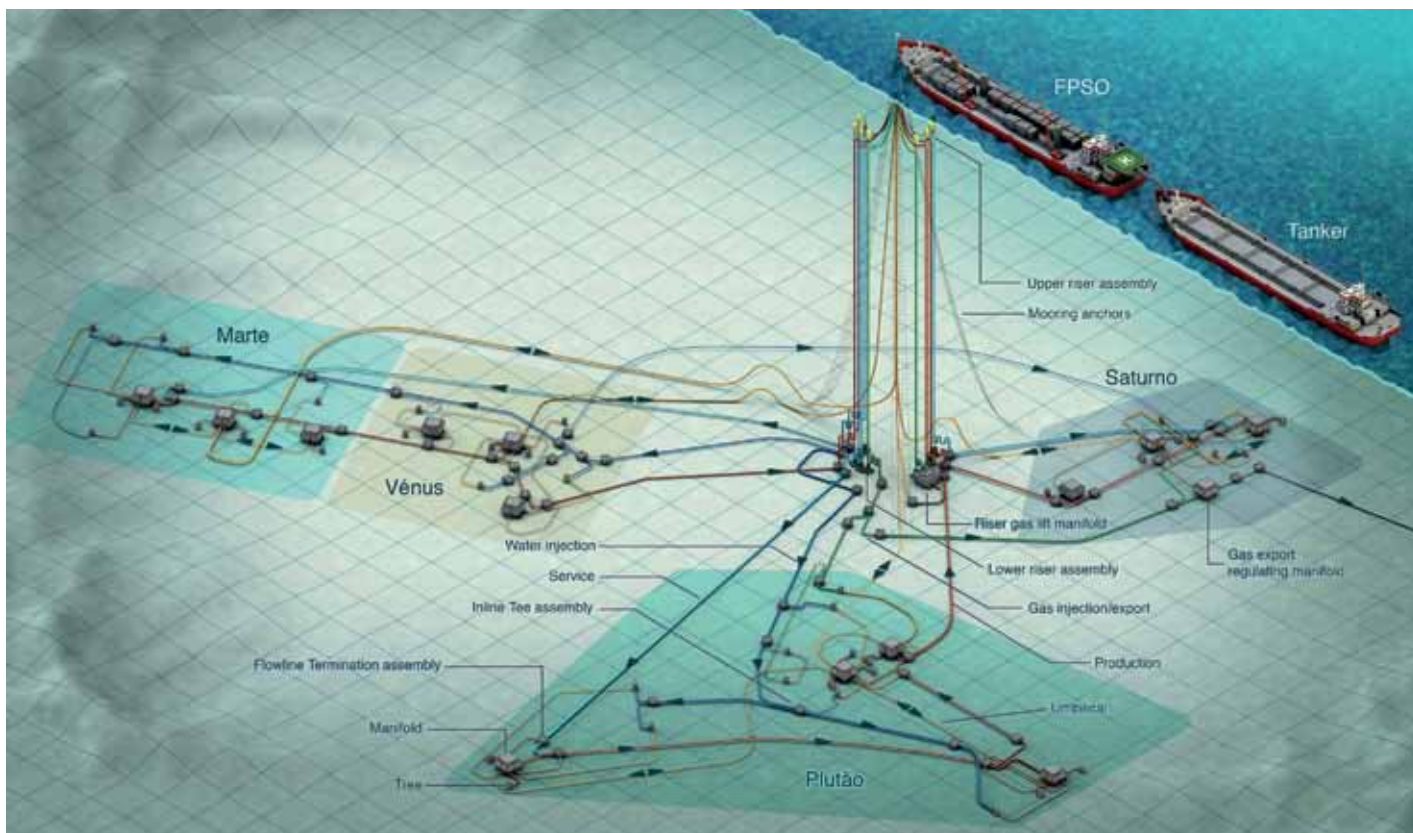 FPSO
Tanker
Upper riser assembly
Mooring anchors
Marte
Saturno
Vénus
Riser gas lift manifold
Water injection
Lower riser assembly
Gas export
regulating manifold
Service
Gas injection/export
Inline Tee assembly
Flowline Termination assembly
Production
Umbilical
Manifold
Plutão
Tree